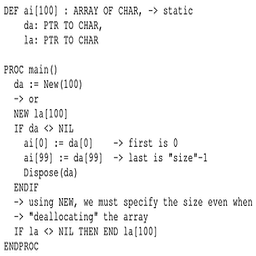 DEF ai[100] : ARRAY OF CHAR, -> static
da: PTR TO CHAR,
la: PTR TO CHAR
PROC main()
da := New(100)
-> or
NEW la[100]
IF da <> NIL
ai[0] := da[0] -> first is 0
ai[99] := da[99] -> last is "size"-1
Dispose(da)
ENDIF
-> using NEW, we must specify the size even when
-> "deallocating" the array
IF la <> NIL THEN END la[100]
ENDPROC